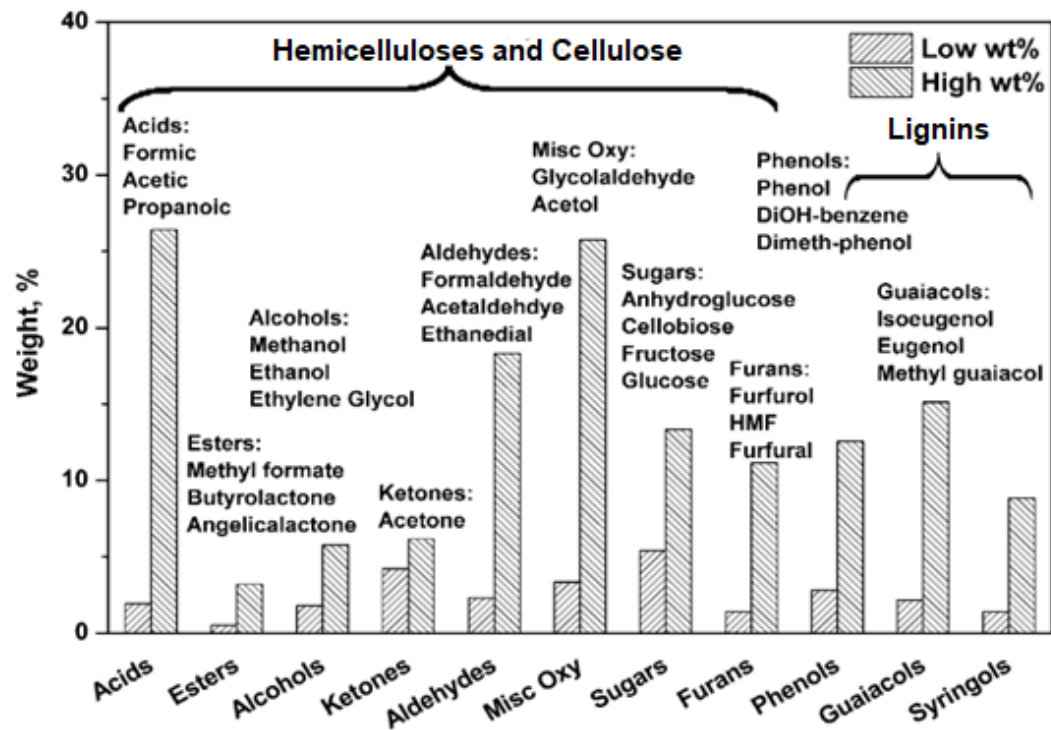 40
30
20
10
0
Weight, %
Hemicelluloses and Cellulose
Low wt%
High wt%
Lignins
Acids:
Formic
Acetic
Propanoic
Esters:
Methyl formate
Butyrolactone
Angelicalactone
Alcohols:
Methanol
Ethanol
Ethylene Glycol
Ketones:
Acetone
Aldehydes:
Formaldehyde
Acetaldehdye
Ethanedial
Misc Oxy:
Glycolaldehyde
Acetol
Sugars:
Anhydroglucose
Cellobiose
Fructose
Glucose
Furans:
Furfurol
HMF
Furfural
Phenols:
Phenol
DiOH-benzene
Dimeth-phenol
Guaiacols:
Isoeugenol
Eugenol
Methyl guaiacol
Acids
Esters
Alcohols
Ketones
Aldehydes
Misc Oxy
Sugars
Furans
Phenols
Guaiacols
Syringols